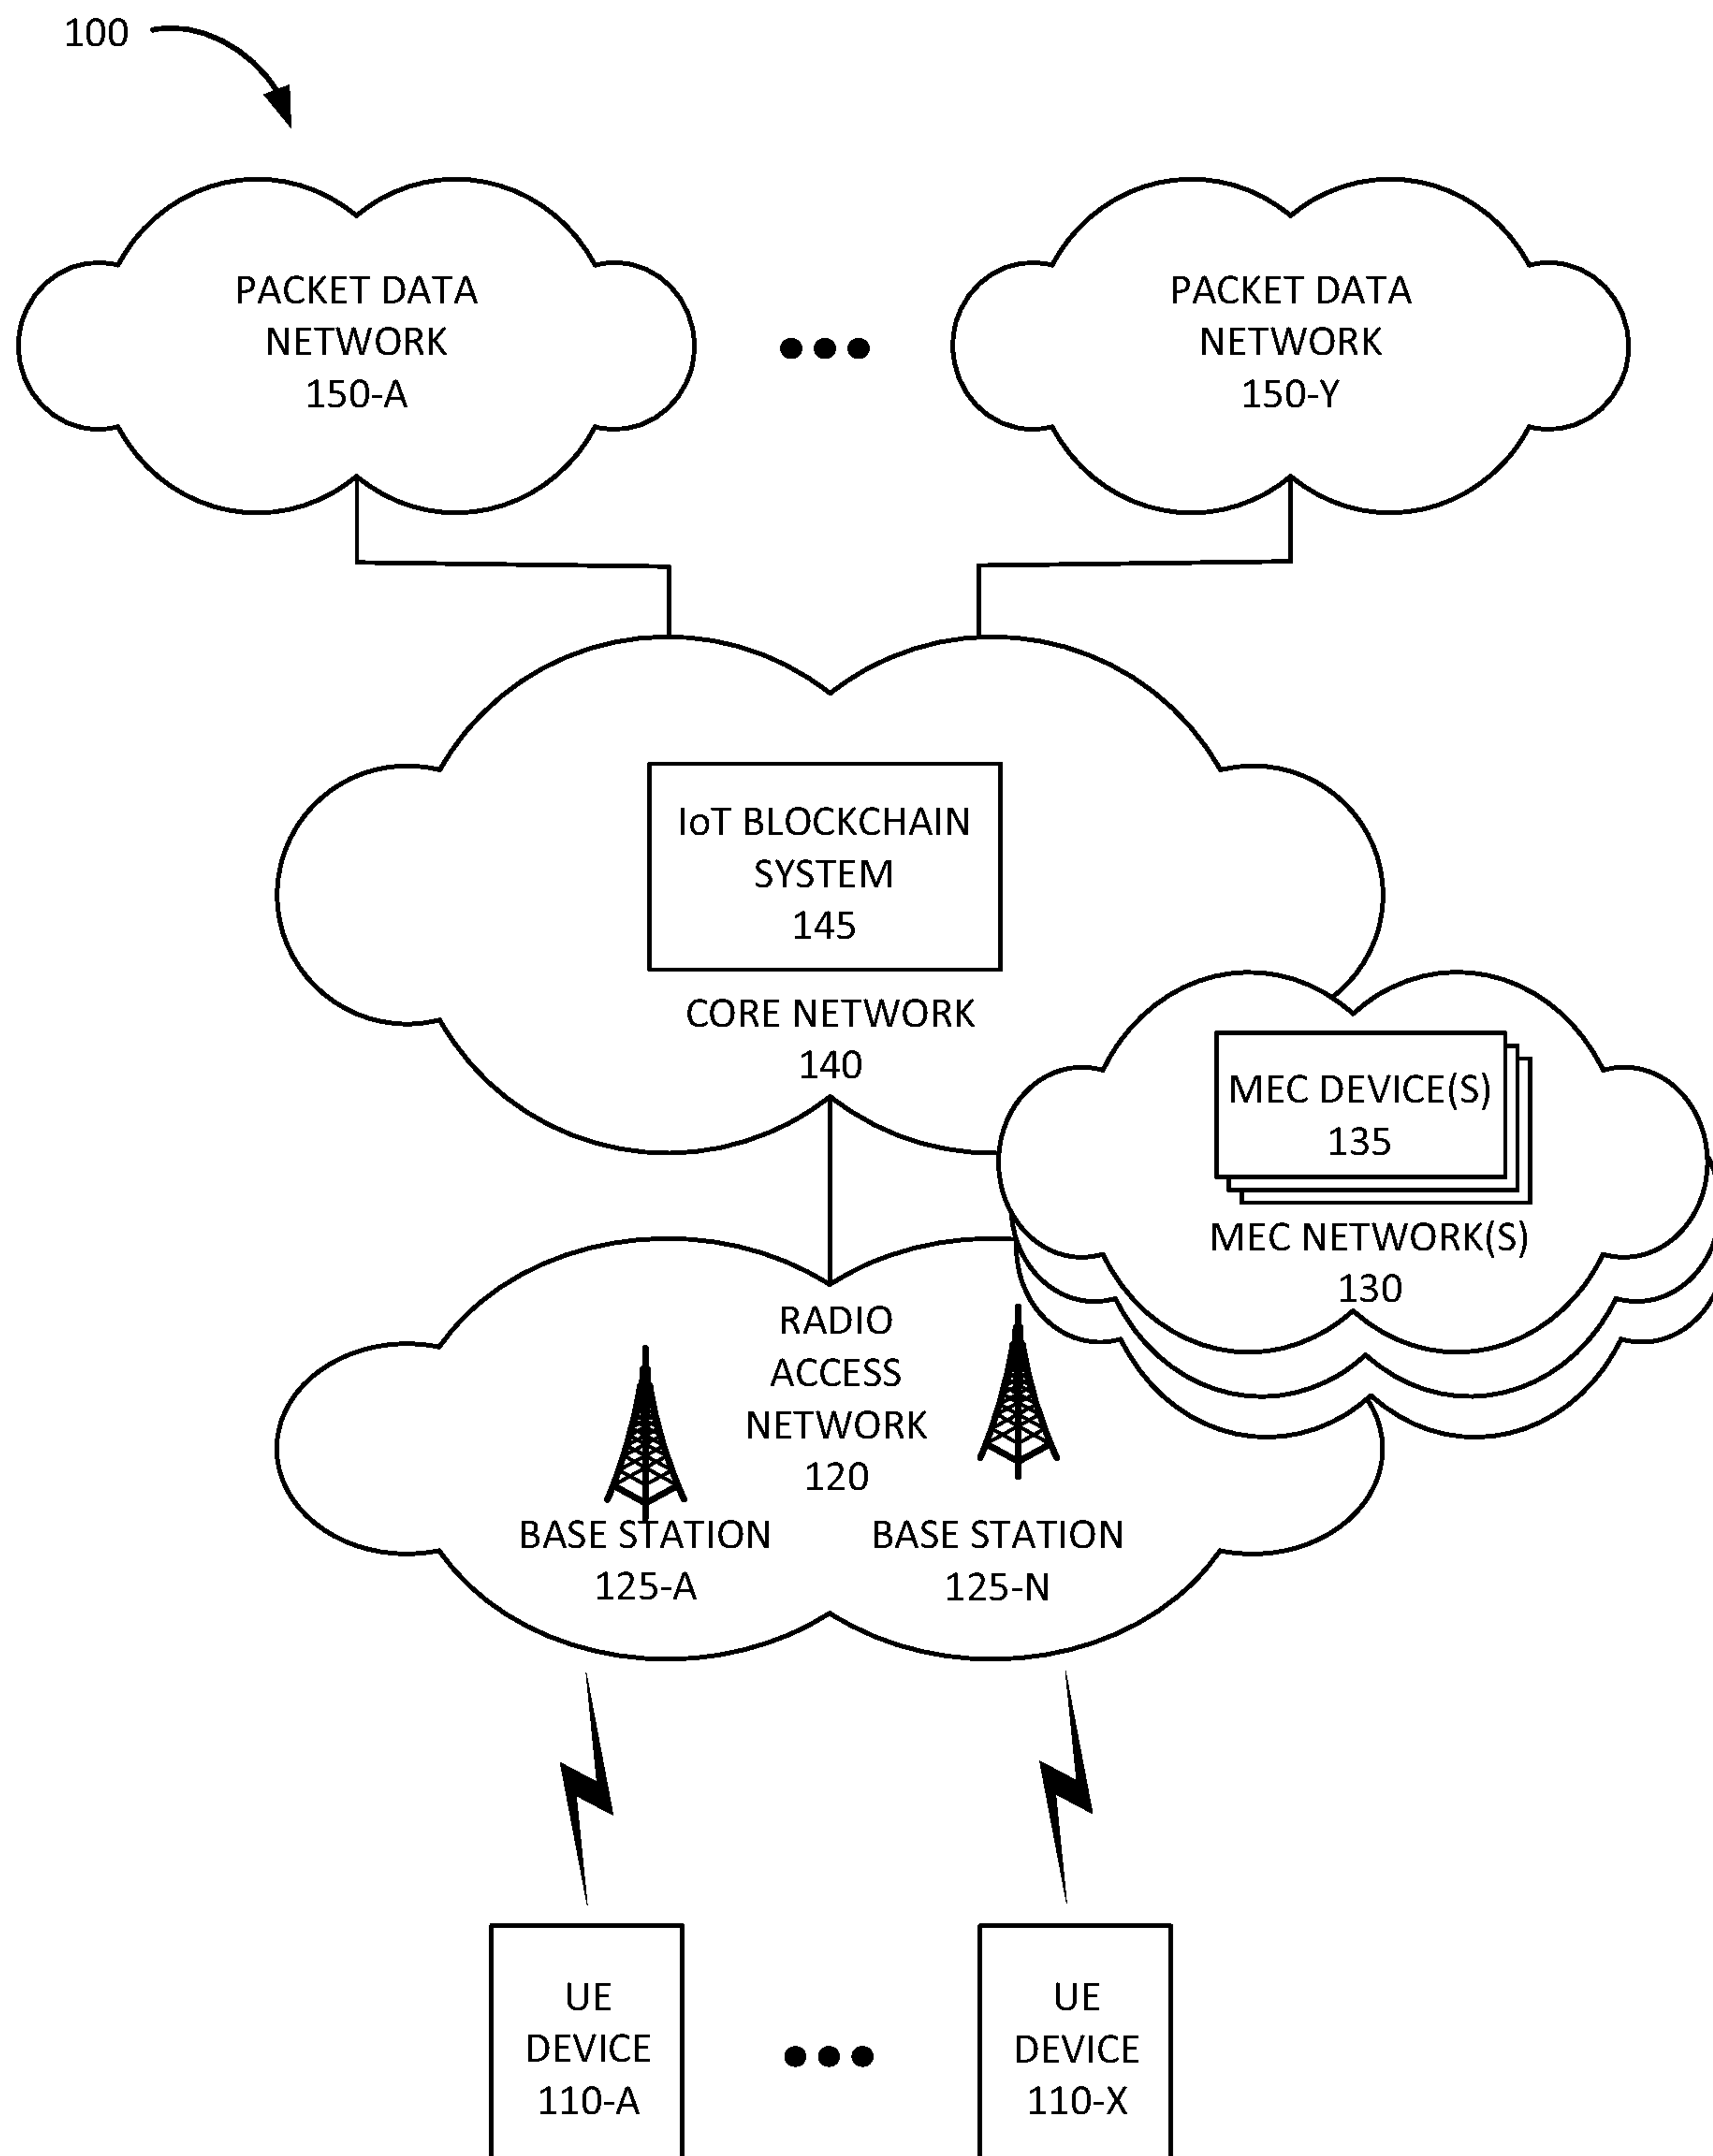 100
PACKET DATA
NETWORK
150-A
PACKET DATA
NETWORK
150-Y
IoT BLOCKCHAIN
SYSTEM
145
CORE NETWORK
140
MEC DEVICE(S)
135
MEC NETWORK(S)
130
RADIO
ACCESS
NETWORK
120
BASE STATION
125-A
BASE STATION
125-N
UE
DEVICE
110-A
UE
DEVICE
110-X